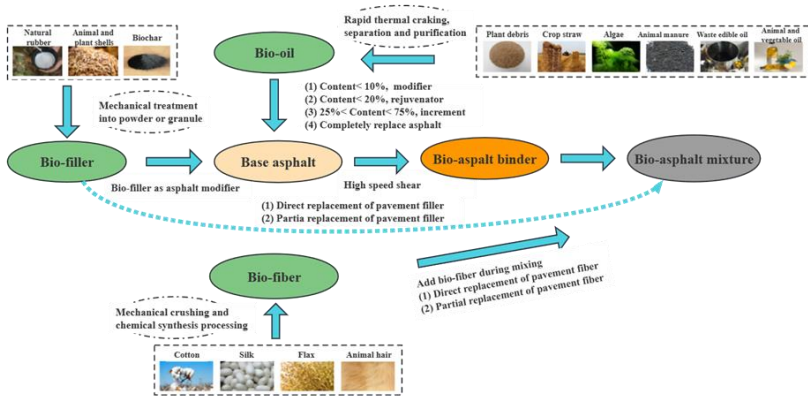 Natural
rubber
Animal and
plant shells
Biochar
Mechanical treatment
into powder or granule
Bio-filler
Bio-filler as asphalt modifier
Bio-oil
Rapid thermal craking,
separation and purification
Plant debris
Crop straw
Algae
Animal manure
Waste edible oil
Animal and
vegetable oil
(1) Content< 10%, modifier
(2) Content< 20%, rejuvenator
(3) 25%< Content< 75%, increment
(4) Completely replace asphalt
Base asphalt
High speed shear
Bio-aspalt binder
Bio-asphalt mixture
(1) Direct replacement of pavement filler
(2) Partia replacement of pavement filler
Bio-fiber
Add bio-fiber during mixing
(1) Direct replacement of pavement fiber
(2) Partial replacement of pavement fiber
Mechanical crushing and
chemical synthesis processing
Cotton
Silk
Flax
Animal hair